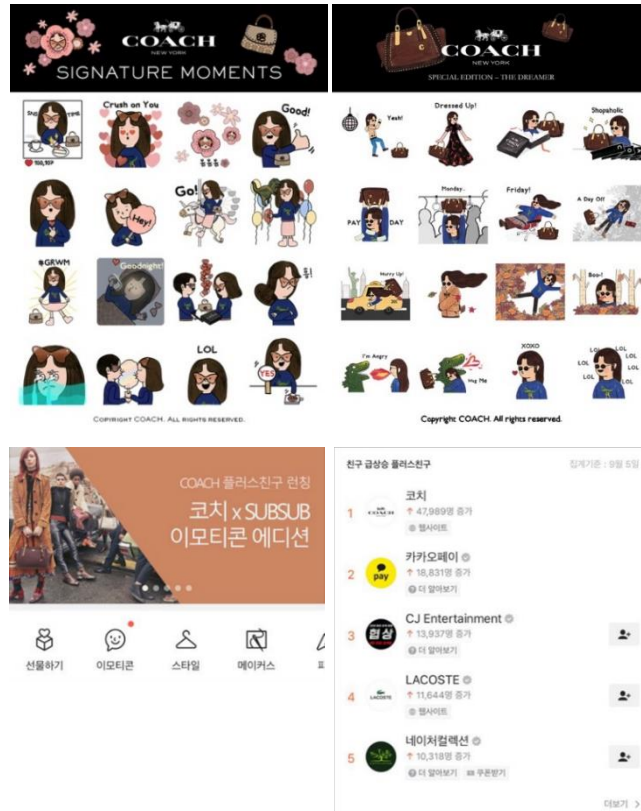 COACH
NEW YORK
SIGNATURE MOMENTS
Crush on You
Good!
Hey!
Go!
#GRWM
Goodnight!
LOL
YES
COPYRIGHT COACH. ALL RIGHTS RESERVED.
COACH
NEW YORK
SPECIAL EDITION – THE DREAMER
Yeah!
Dressed Up!
Shopaholic
PAY DAY
Monday..
Friday!
A Day Off
Hurry Up!
Boo~!
I'm Angry
Hug Me
XOXO
LOL LOL
LOL LOL
LOL LOL
Copyright COACH. All rights reserved.
COACH 플러스친구 런칭
코치 x SUBSUB
이모티콘 에디션
선물하기
이모티콘
스타일
메이커스
친구 급상승 플러스친구
집계기준 : 9월 5일
1
COACH
코치
↑ 47,989명 증가
웹사이트
2
pay
카카오페이
↑ 18,831명 증가
더 알아보기
3
협상
CJ Entertainment
↑ 13,937명 증가
더 알아보기
4
LACOSTE
LACOSTE
↑ 11,644명 증가
웹사이트
5
네이처컬렉션
↑ 10,318명 증가
더 알아보기 쿠폰받기
더보기 >